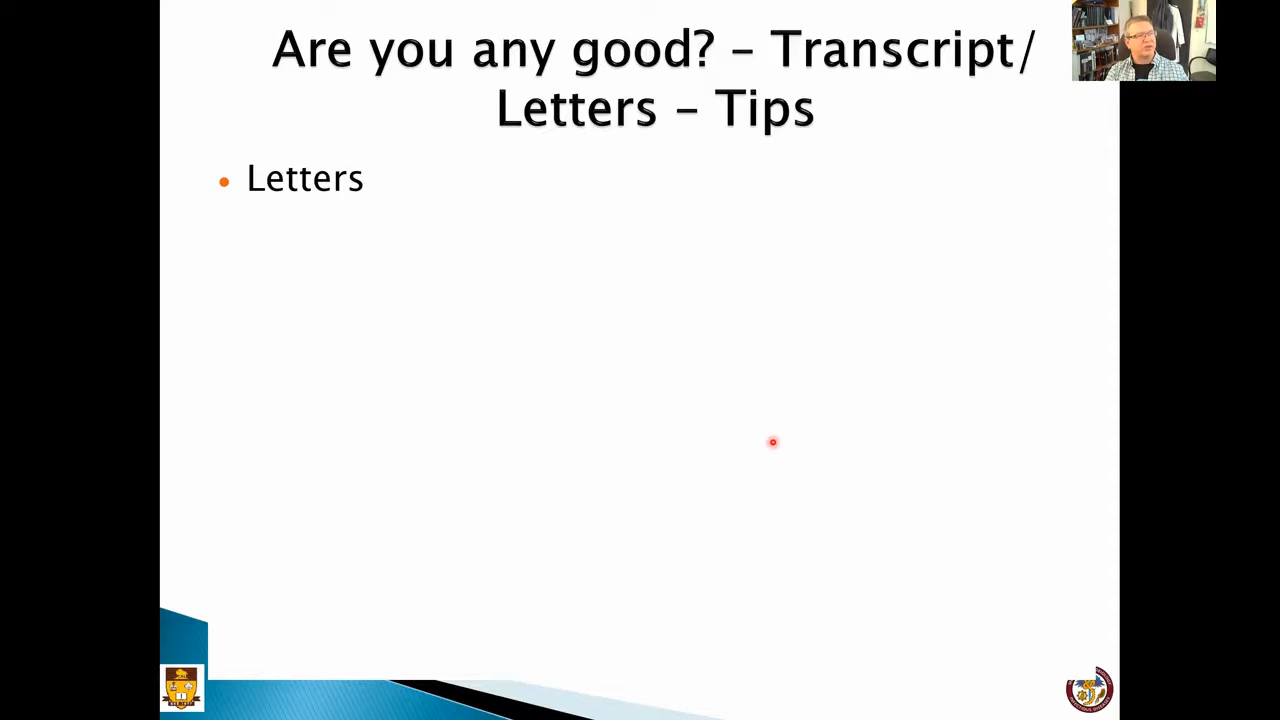 Are you any good? – Transcript/
Letters – Tips
• Letters